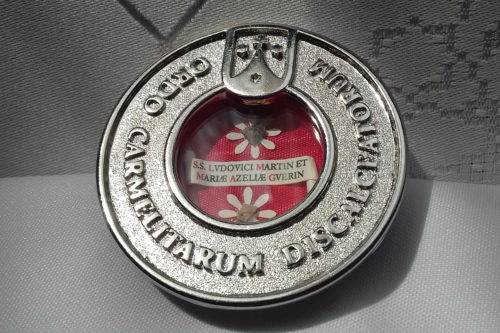 ORDO CARMELITARUM DISCALCEATORUM
S.S. LVDOVICI MARTIN ET
MARIÆ AZELIÆ GVERIN